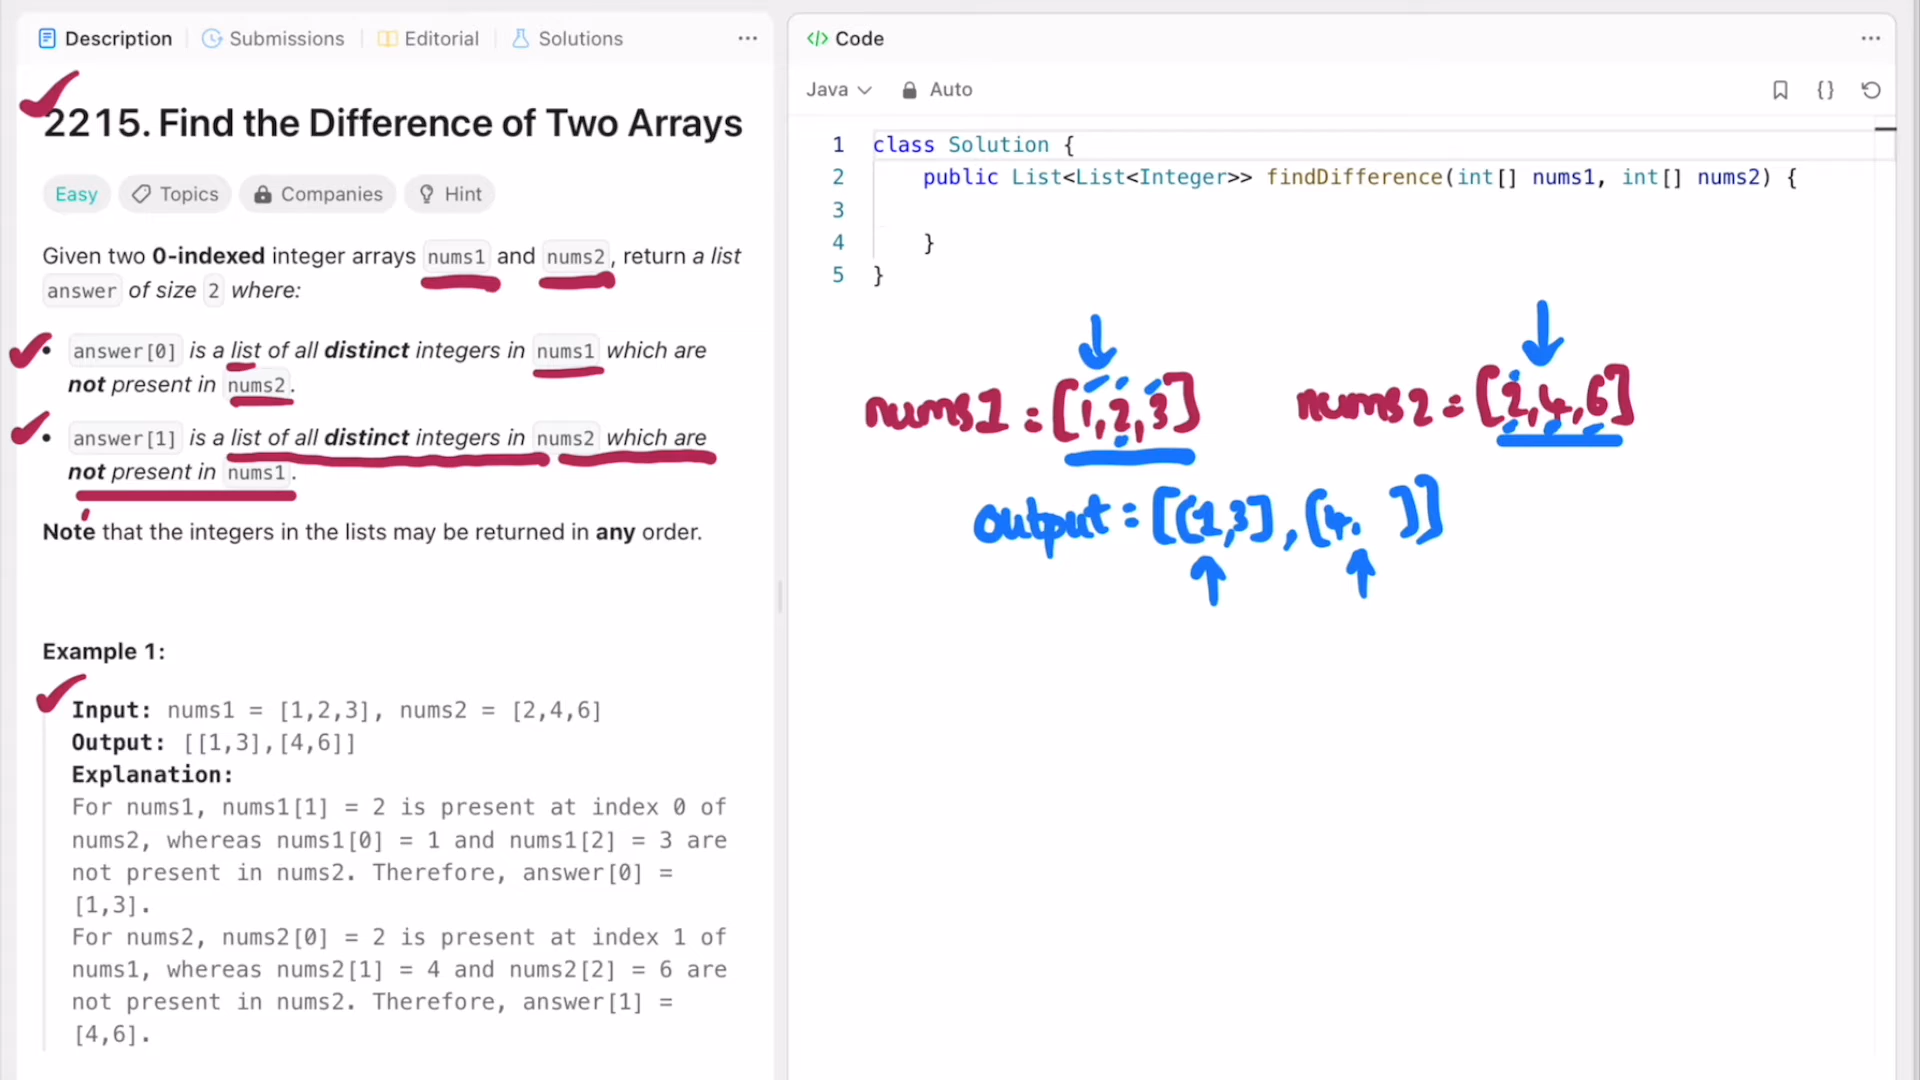 Description
Submissions
Editorial
Solutions
2215. Find the Difference of Two Arrays
Easy
Topics
Companies
Hint
Given two 0-indexed integer arrays nums1 and nums2, return a list
answer of size 2 where:
• answer[0] is a list of all distinct integers in nums1 which are
not present in nums2.
• answer[1] is a list of all distinct integers in nums2 which are
not present in nums1.
Note that the integers in the lists may be returned in any order.
Example 1:
Input: nums1 = [1,2,3], nums2 = [2,4,6]
Output: [[1,3],[4,6]]
Explanation:
For nums1, nums1[1] = 2 is present at index 0 of
nums2, whereas nums1[0] = 1 and nums1[2] = 3 are
not present in nums2. Therefore, answer[0] =
[1,3].
For nums2, nums2[0] = 2 is present at index 1 of
nums1, whereas nums2[1] = 4 and nums2[2] = 6 are
not present in nums2. Therefore, answer[1] =
[4,6].
</> Code
Java
Auto
1 class Solution {
2 public List<List<Integer>> findDifference(int[] nums1, int[] nums2) {
3
4 }
5 }
nums1 = [1,2,3]
nums2 = [2,4,6]
output = [[1,3],[4, ]]